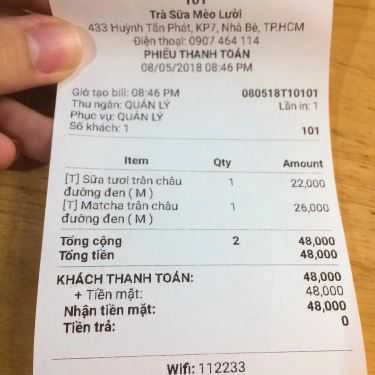 101
Trà Sữa Mèo Lười
433 Huỳnh Tấn Phát, KP7, Nhà Bè, TP.HCM
Điện thoại: 0907 464 114
PHIẾU THANH TOÁN
08/05/2018 08:46 PM
Giờ tạo bill: 08:46 PM 080518T10101
Thu ngân: QUẢN LÝ Lần in: 1
Phục vụ: QUẢN LÝ
Số khách: 1 101
Item Qty Amount
[T] Sữa tươi trân châu 1 22,000
đường đen ( M )
[T] Matcha trân châu 1 26,000
đường đen ( M )
Tổng cộng 2 48,000
Tổng tiền 48,000
KHÁCH THANH TOÁN: 48,000
+ Tiền mặt: 48,000
Nhận tiền mặt: 48,000
Tiền trả: 0
Wifi: 112233